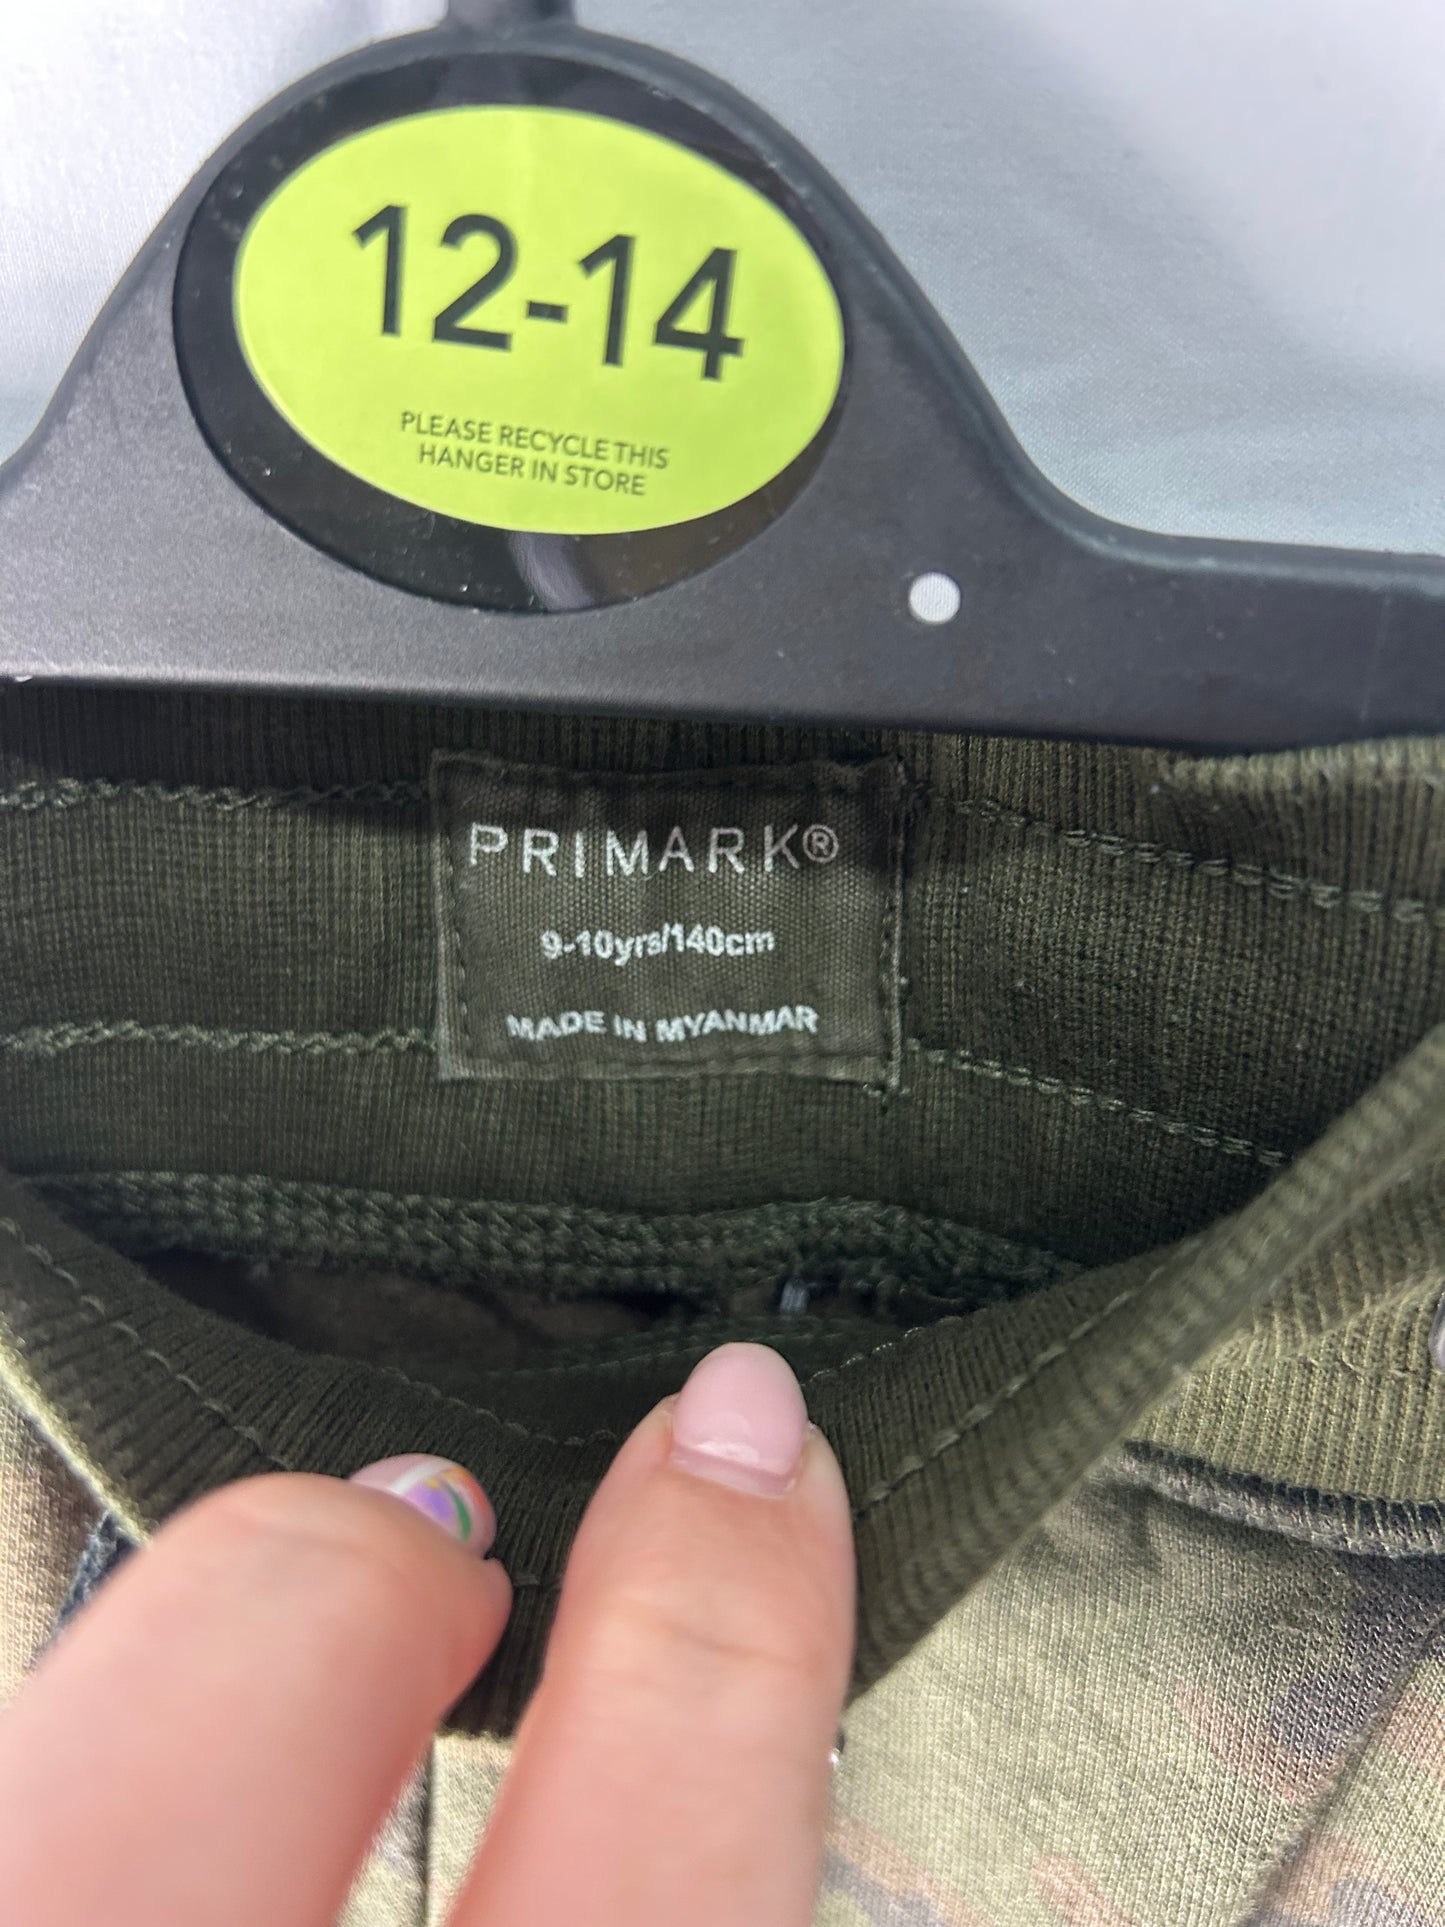 12-14
PLEASE RECYCLE THIS
HANGER IN STORE
PRIMARK®
9-10yrs/140cm
MADE IN MYANMAR